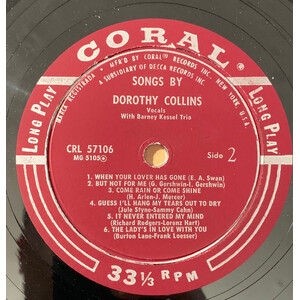 CORAL
MFR'D BY CORAL RECORDS INC., NEW YORK, U.S.A.
A SUBSIDIARY OF DECCA RECORDS INC.
LONG PLAY
LONG PLAY
SONGS BY
DOROTHY COLLINS
Vocals
With Barney Kessel Trio
CRL 57106
MG 5105
Side 2
1. WHEN YOUR LOVER HAS GONE (E. A. Swan)
2. BUT NOT FOR ME (G. Gershwin-I. Gershwin)
3. COME RAIN OR COME SHINE
(H. Arlen-J. Mercer)
4. GUESS I'LL HANG MY TEARS OUT TO DRY
(Jule Styne-Sammy Cahn)
5. IT NEVER ENTERED MY MIND
(Richard Rodgers-Lorenz Hart)
6. THE LADY'S IN LOVE WITH YOU
(Burton Lane-Frank Loesser)
33 1/3 RPM